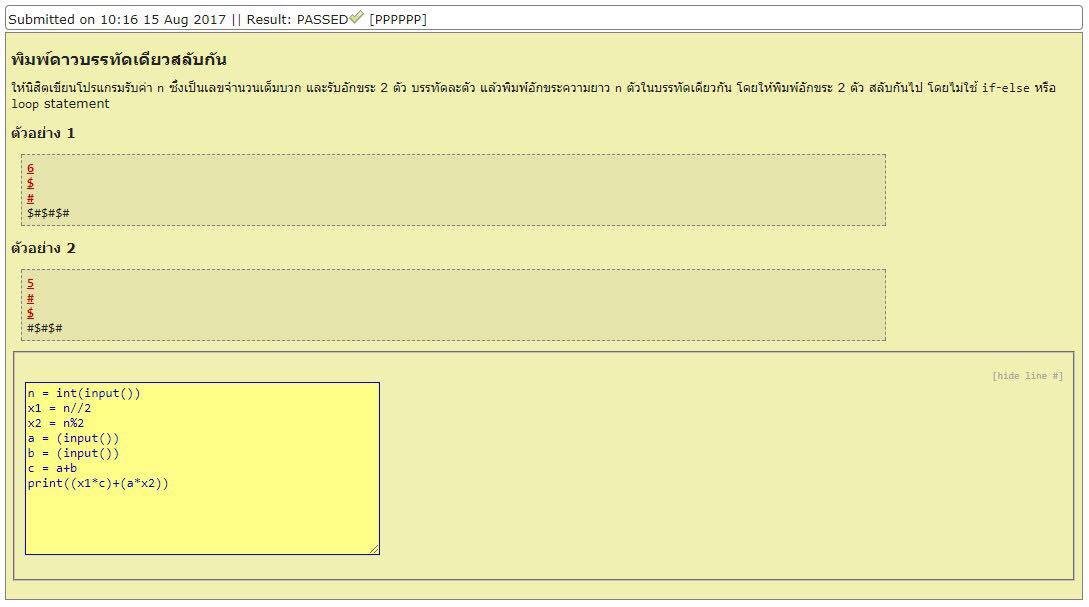 Submitted on 10:16 15 Aug 2017 || Result: PASSED [PPPPPP]
พิมพ์ดาวบรรทัดเดียวสลับกัน
ให้นิสิตเขียนโปรแกรมรับค่า n ซึ่งเป็นเลขจำนวนเต็มบวก และรับอักขระ 2 ตัว บรรทัดละตัว แล้วพิมพ์อักขระความยาว n ตัวในบรรทัดเดียวกัน โดยให้พิมพ์อักขระ 2 ตัว สลับกันไป โดยไม่ใช้ if-else หรือ
loop statement
ตัวอย่าง 1
6
$
#
$#$#$#
ตัวอย่าง 2
5
#
$
#$#$#
[hide line #]
n = int(input())
x1 = n//2
x2 = n%2
a = (input())
b = (input())
c = a+b
print((x1*c)+(a*x2))